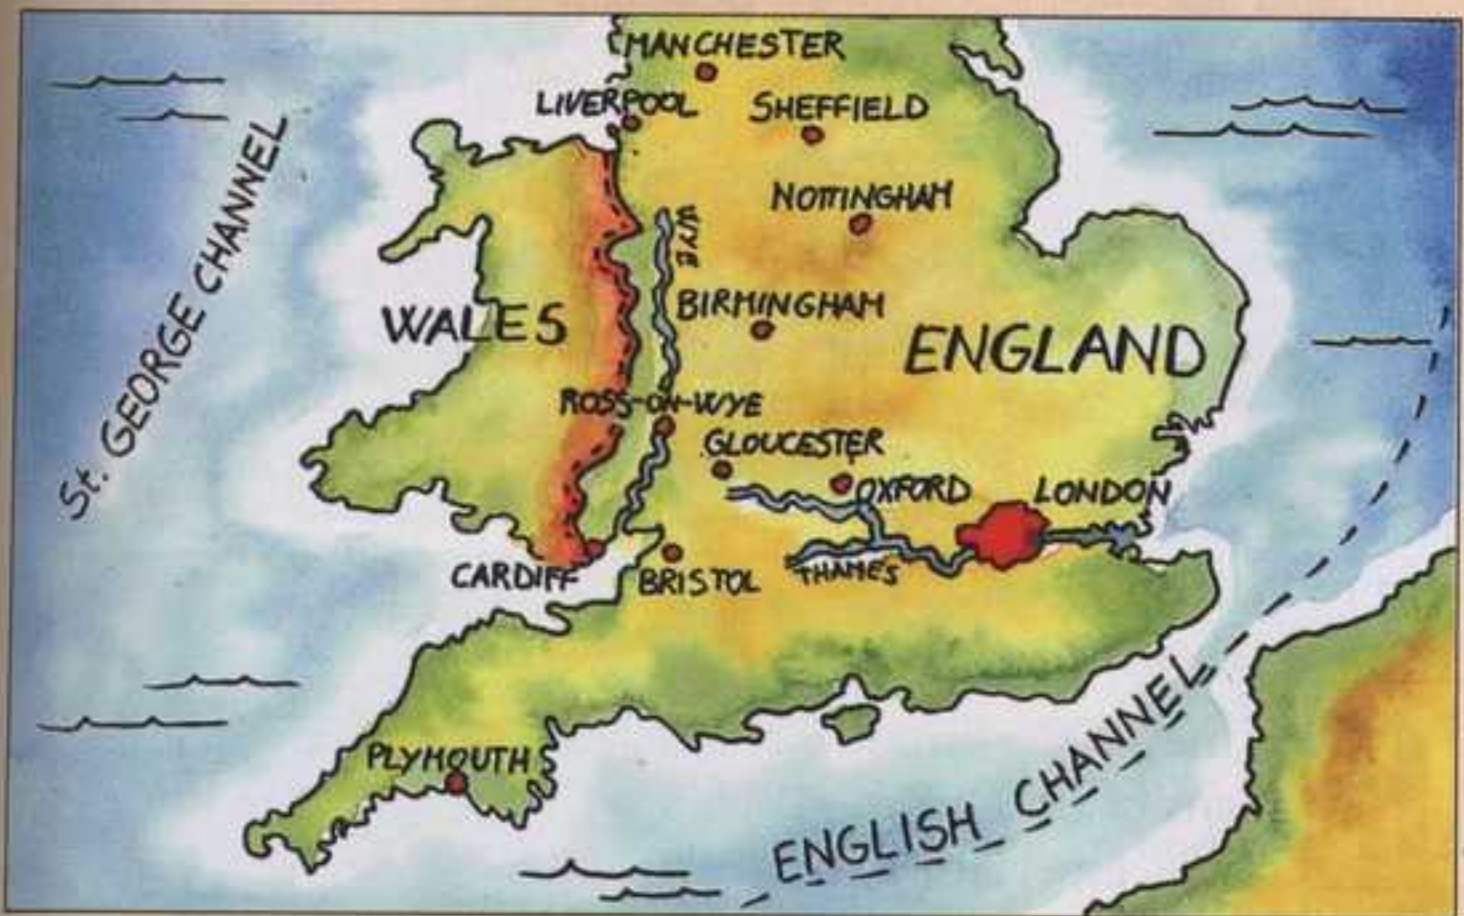 MANCHESTER
LIVERPOOL
SHEFFIELD
NOTTINGHAM
WYE
St. GEORGE CHANNEL
WALES
BIRMINGHAM
ENGLAND
ROSS-ON-WYE
GLOUCESTER
OXFORD
LONDON
CARDIFF
BRISTOL
THAMES
PLYMOUTH
ENGLISH CHANNEL